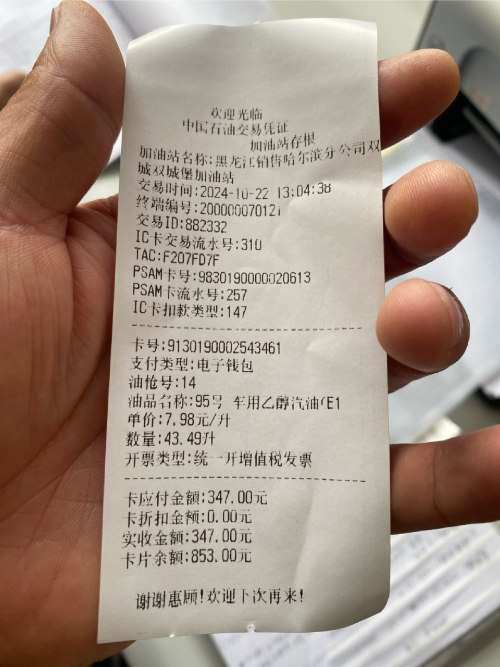 欢迎光临
中国石油交易凭证
加油站存根
加油站名称:黑龙江销售哈尔滨分公司双
城双城堡加油站
交易时间:2024-10-22 13:04:38
终端编号:200000070121
交易ID:882332
IC卡交易流水号:310
TAC:F207FD7F
PSAM卡号:9830190000020613
PSAM卡流水号:257
IC卡扣款类型:147
卡号:9130190002543461
支付类型:电子钱包
油枪号:14
油品名称:95号 车用乙醇汽油(E1
单价:7.98元/升
数量:43.49升
开票类型:统一开增值税发票
卡应付金额:347.00元
卡折扣金额:0.00元
实收金额:347.00元
卡片余额:853.00元
谢谢惠顾!欢迎下次再来!